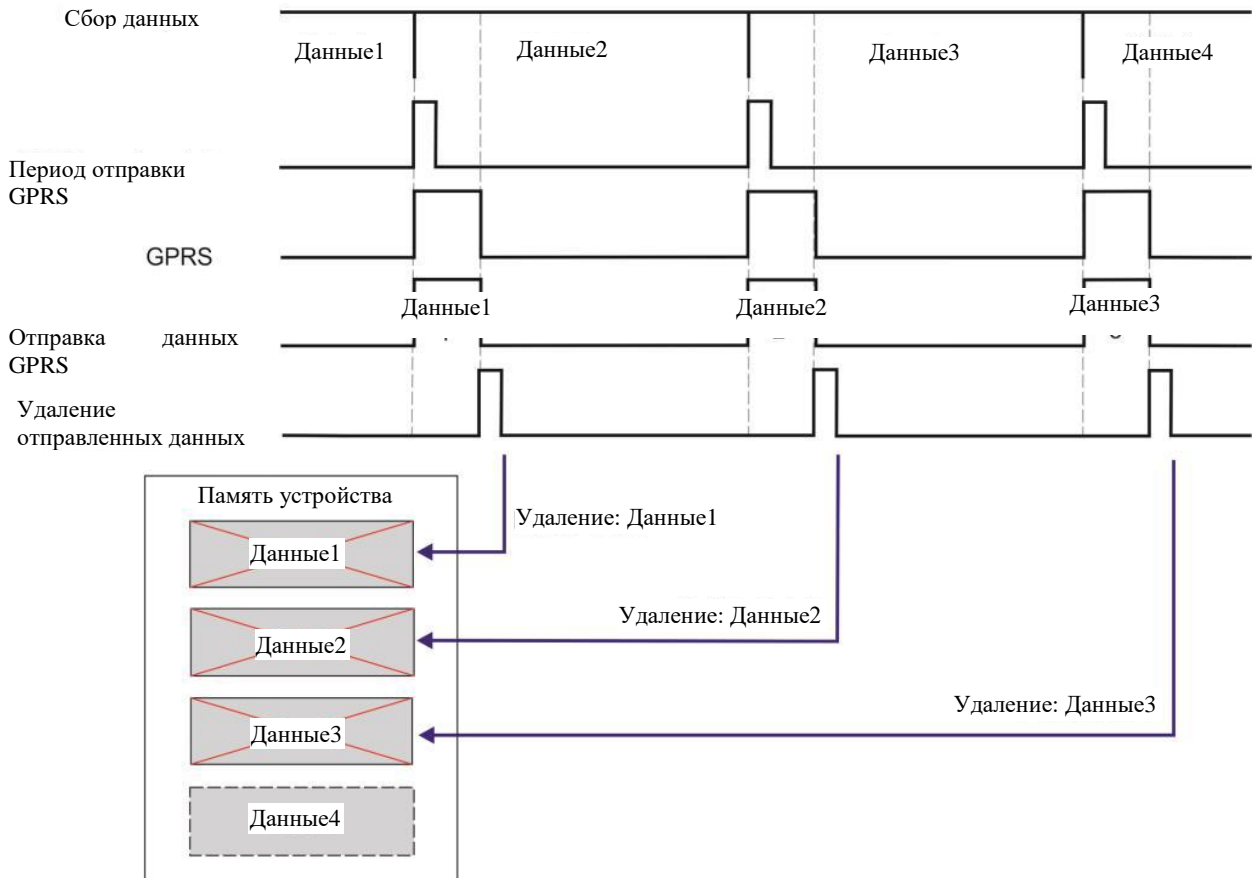 Сбор данных
Данные1
Данные2
Данные3
Данные4
Период отправки
GPRS
GPRS
Данные1
Данные2
Данные3
Отправка данных
GPRS
Удаление
отправленных данных
Память устройства
Удаление: Данные1
Данные1
Удаление: Данные2
Данные2
Удаление: Данные3
Данные3
Данные4